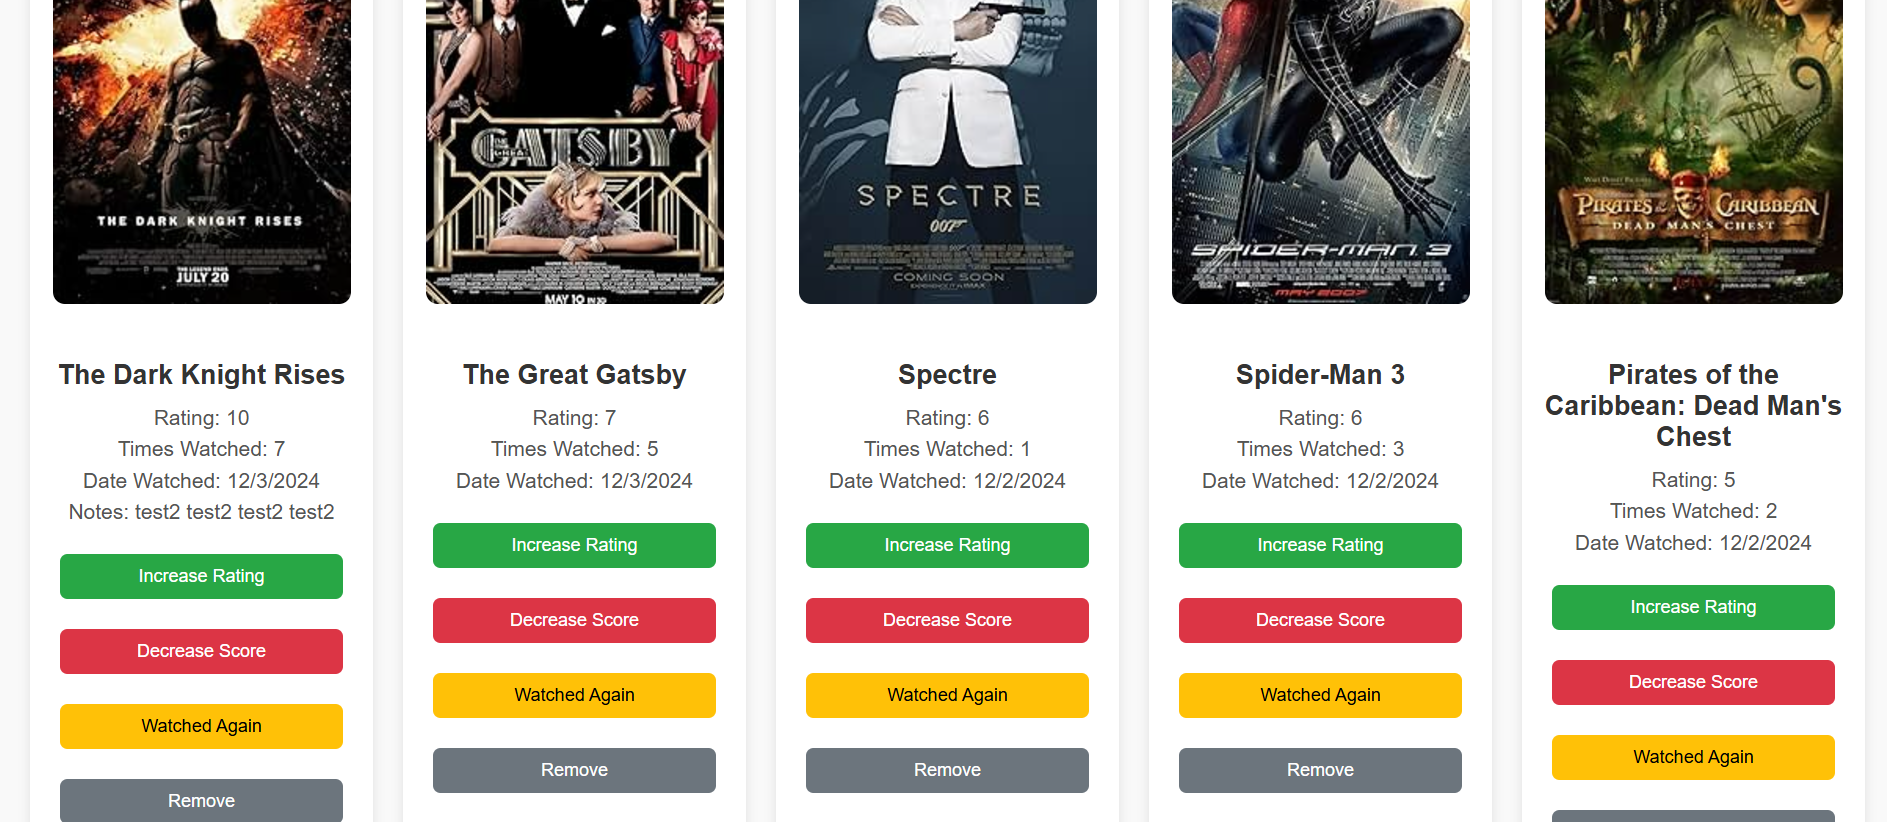 THE DARK KNIGHT RISES
THE LEGEND ENDS
JULY 20
The Dark Knight Rises
Rating: 10
Times Watched: 7
Date Watched: 12/3/2024
Notes: test2 test2 test2 test2
Increase Rating
Decrease Score
Watched Again
Remove
THE GREAT
GATSBY
MAY 10 IN 3D
The Great Gatsby
Rating: 7
Times Watched: 5
Date Watched: 12/3/2024
Increase Rating
Decrease Score
Watched Again
Remove
SPECTRE
007
COMING SOON
Spectre
Rating: 6
Times Watched: 1
Date Watched: 12/2/2024
Increase Rating
Decrease Score
Watched Again
Remove
SPIDER-MAN 3
MAY 2007
Spider-Man 3
Rating: 6
Times Watched: 3
Date Watched: 12/2/2024
Increase Rating
Decrease Score
Watched Again
Remove
PIRATES of the CARIBBEAN
DEAD MAN'S CHEST
Pirates of the
Caribbean: Dead Man's
Chest
Rating: 5
Times Watched: 2
Date Watched: 12/2/2024
Increase Rating
Decrease Score
Watched Again